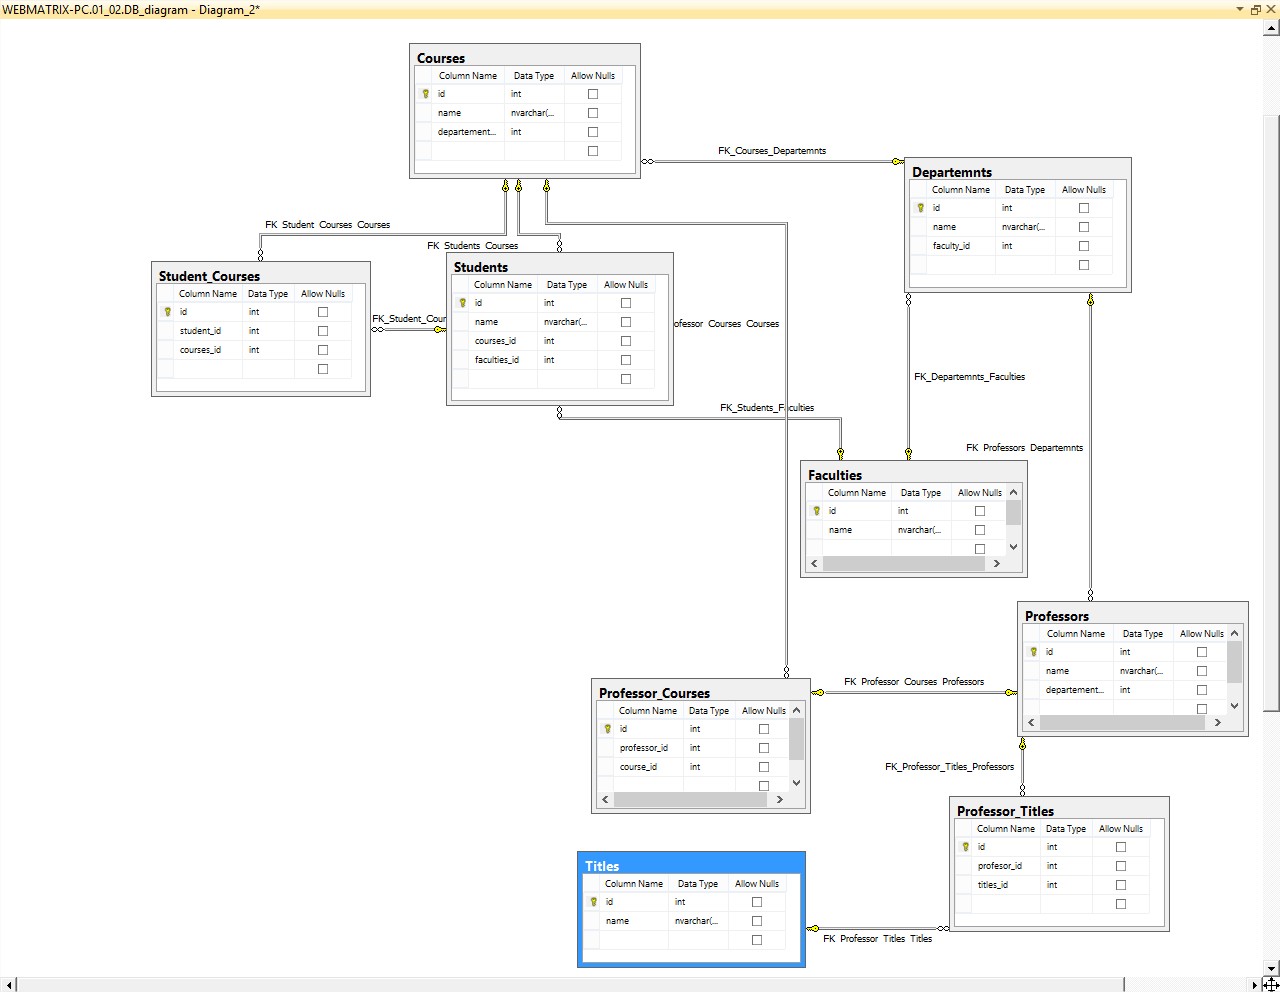 WEBMATRIX-PC.01_02.DB_diagram - Diagram_2*
Courses
Column Name Data Type Allow Nulls
id int
name nvarchar(...
departement... int
FK_Courses_Departemnts
Departemnts
Column Name Data Type Allow Nulls
id int
name nvarchar(...
faculty_id int
FK_Student_Courses_Courses
FK_Students_Courses
Student_Courses
Column Name Data Type Allow Nulls
id int
student_id int
courses_id int
FK_Student_Cour
Students
Column Name Data Type Allow Nulls
id int
name nvarchar(...
courses_id int
faculties_id int
ofessor_Courses_Courses
FK_Departemnts_Faculties
FK_Students_Faculties
FK_Professors_Departemnts
Faculties
Column Name Data Type Allow Nulls
id int
name nvarchar(...
Professors
Column Name Data Type Allow Nulls
id int
name nvarchar(...
departement... int
FK_Professor_Courses_Professors
Professor_Courses
Column Name Data Type Allow Nulls
id int
professor_id int
course_id int
FK_Professor_Titles_Professors
Professor_Titles
Column Name Data Type Allow Nulls
id int
profesor_id int
titles_id int
Titles
Column Name Data Type Allow Nulls
id int
name nvarchar(...
FK_Professor_Titles_Titles